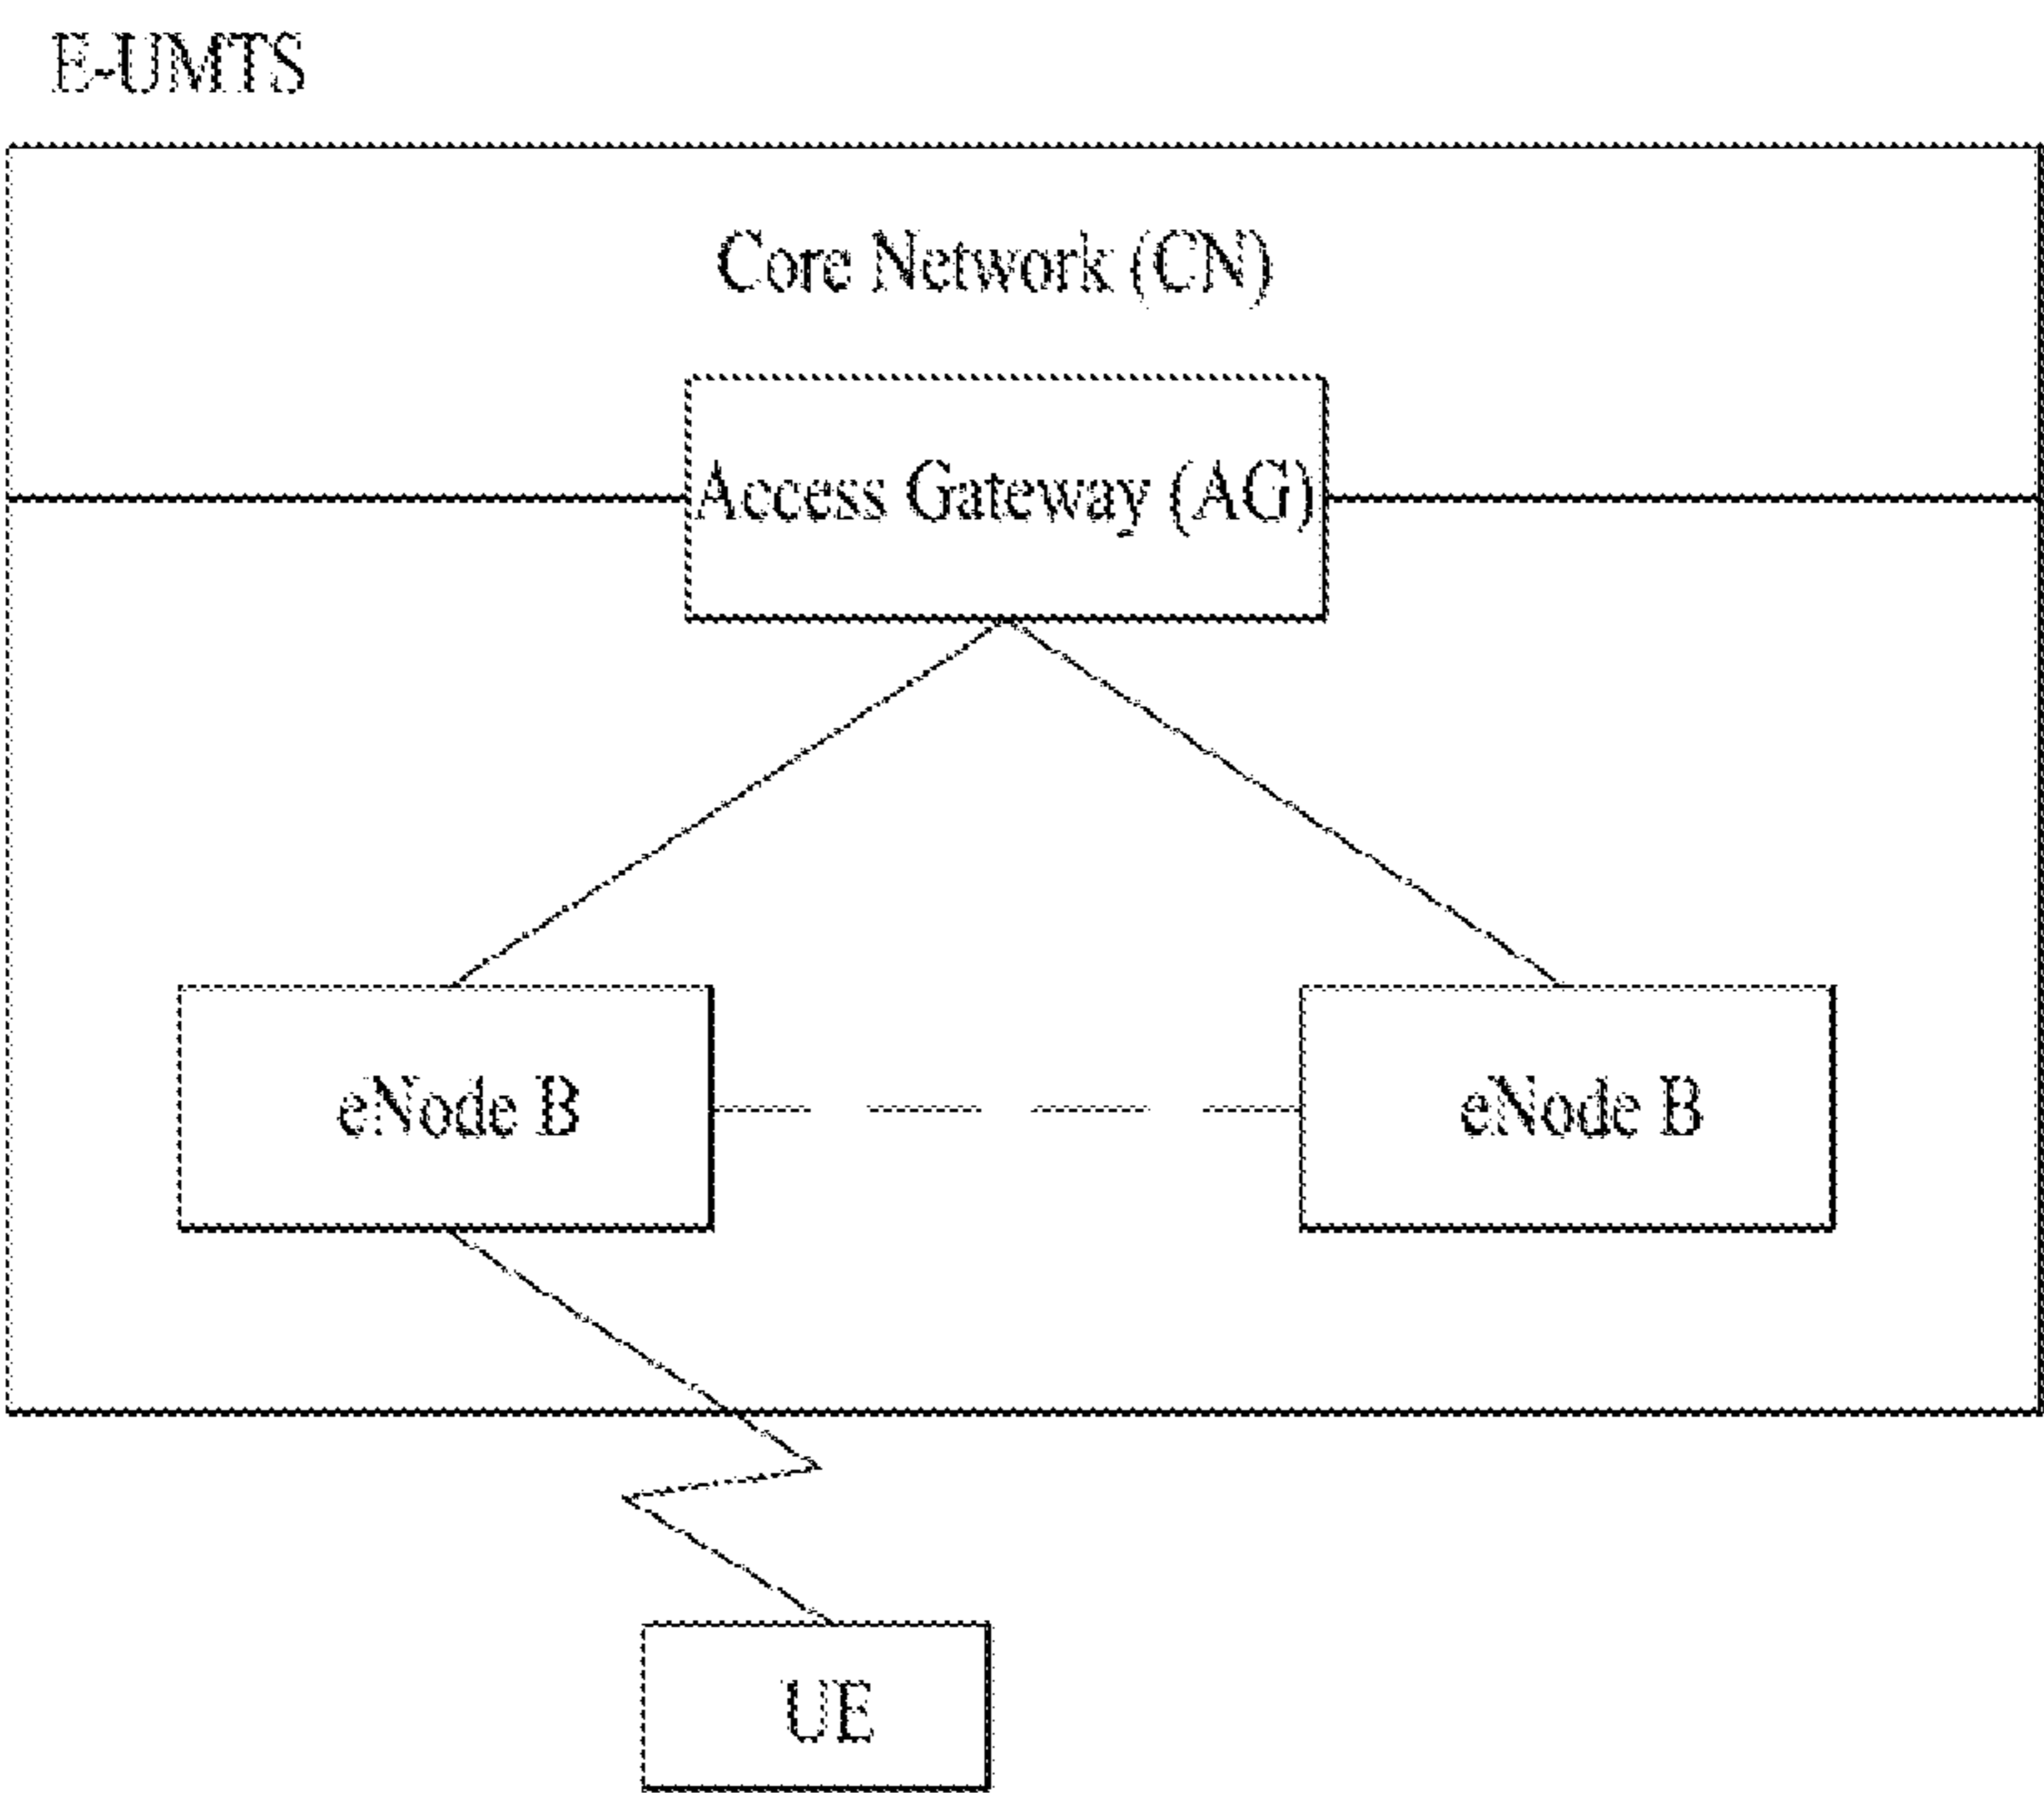 E-UMTS
Core Network (CN)
Access Gateway (AG)
eNode B
eNode B
UE